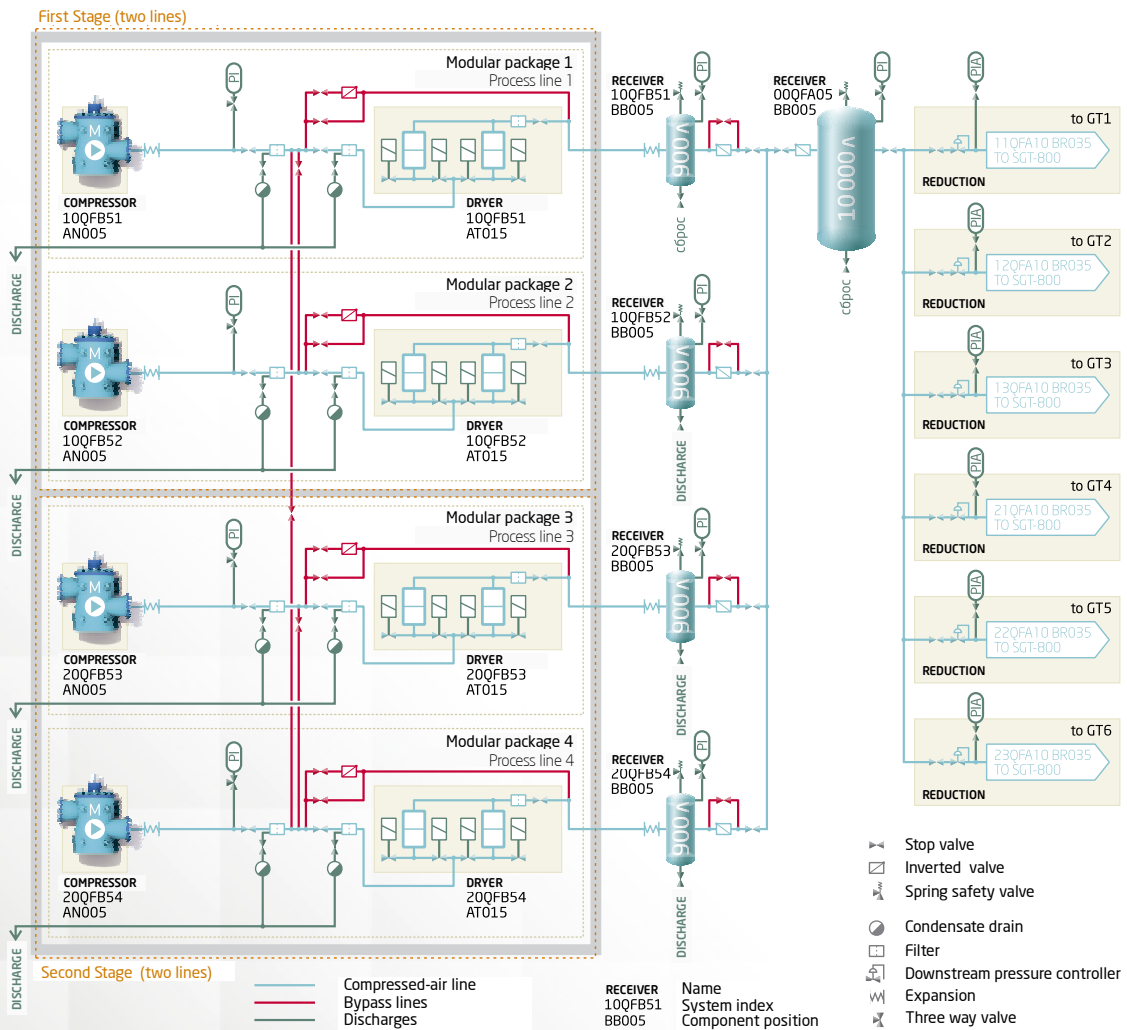 First Stage (two lines)
Modular package 1
Process line 1
PI
M
COMPRESSOR
10QFB51
AN005
DRYER
10QFB51
AT015
DISCHARGE
RECEIVER
10QFB51
BB005
PI
900V
сброс
RECEIVER
00QFA05
BB005
PI
10000V
сброс
Modular package 2
Process line 2
PI
M
COMPRESSOR
10QFB52
AN005
DRYER
10QFB52
AT015
DISCHARGE
RECEIVER
10QFB52
BB005
PI
900V
DISCHARGE
Modular package 3
Process line 3
PI
M
COMPRESSOR
20QFB53
AN005
DRYER
20QFB53
AT015
DISCHARGE
RECEIVER
20QFB53
BB005
PI
900V
DISCHARGE
Modular package 4
Process line 4
PI
M
COMPRESSOR
20QFB54
AN005
DRYER
20QFB54
AT015
DISCHARGE
RECEIVER
20QFB54
BB005
PI
900V
DISCHARGE
Second Stage (two lines)
PIA
to GT1
11QFA10 BR035
TO SGT-800
REDUCTION
PIA
to GT2
12QFA10 BR035
TO SGT-800
REDUCTION
PIA
to GT3
13QFA10 BR035
TO SGT-800
REDUCTION
PIA
to GT4
21QFA10 BR035
TO SGT-800
REDUCTION
PIA
to GT5
22QFA10 BR035
TO SGT-800
REDUCTION
PIA
to GT6
23QFA10 BR035
TO SGT-800
REDUCTION
Stop valve
Inverted valve
Spring safety valve
Condensate drain
Filter
Downstream pressure controller
Expansion
Three way valve
Compressed-air line
Bypass lines
Discharges
RECEIVER Name
10QFB51 System index
BB005 Component position